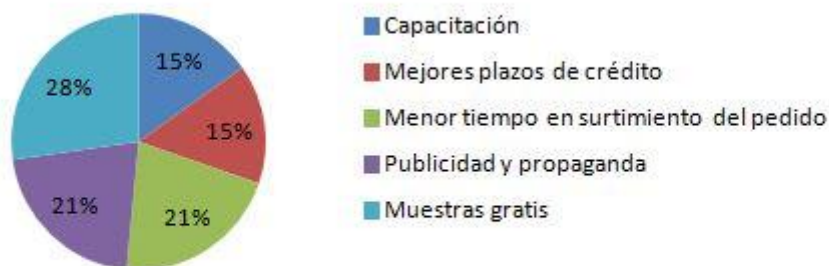 15%
15%
21%
21%
28%
Capacitación
Mejores plazos de crédito
Menor tiempo en surtimiento del pedido
Publicidad y propaganda
Muestras gratis